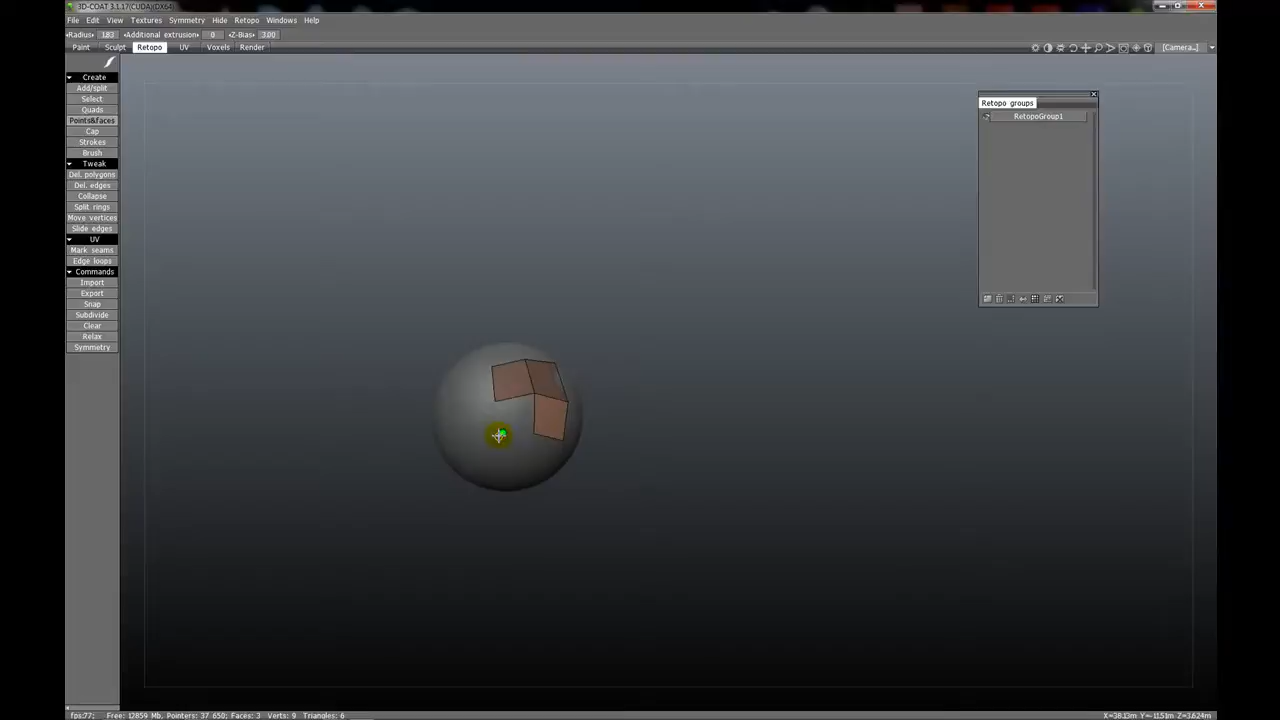 3D-COAT 3.1.17(CUDA)(DX64)
File Edit View Textures Symmetry Hide Retopo Windows Help
Radius 1.83 Additional extrusion 0 Z-Bias 3.00
Paint Sculpt Retopo UV Voxels Render [Camera..]
Create
Add/split
Select
Quads
Points&faces
Cap
Strokes
Brush
Tweak
Del. polygons
Del. edges
Collapse
Split rings
Move vertices
Slide edges
UV
Mark seams
Edge loops
Commands
Import
Export
Snap
Subdivide
Clear
Relax
Symmetry
Retopo groups
RetopoGroup1
fps:77; Free: 12859 Mb, Pointers: 37 650; Faces: 3 Verts: 9 Triangles: 6 X=38.13m Y=-11.51m Z=3.624m